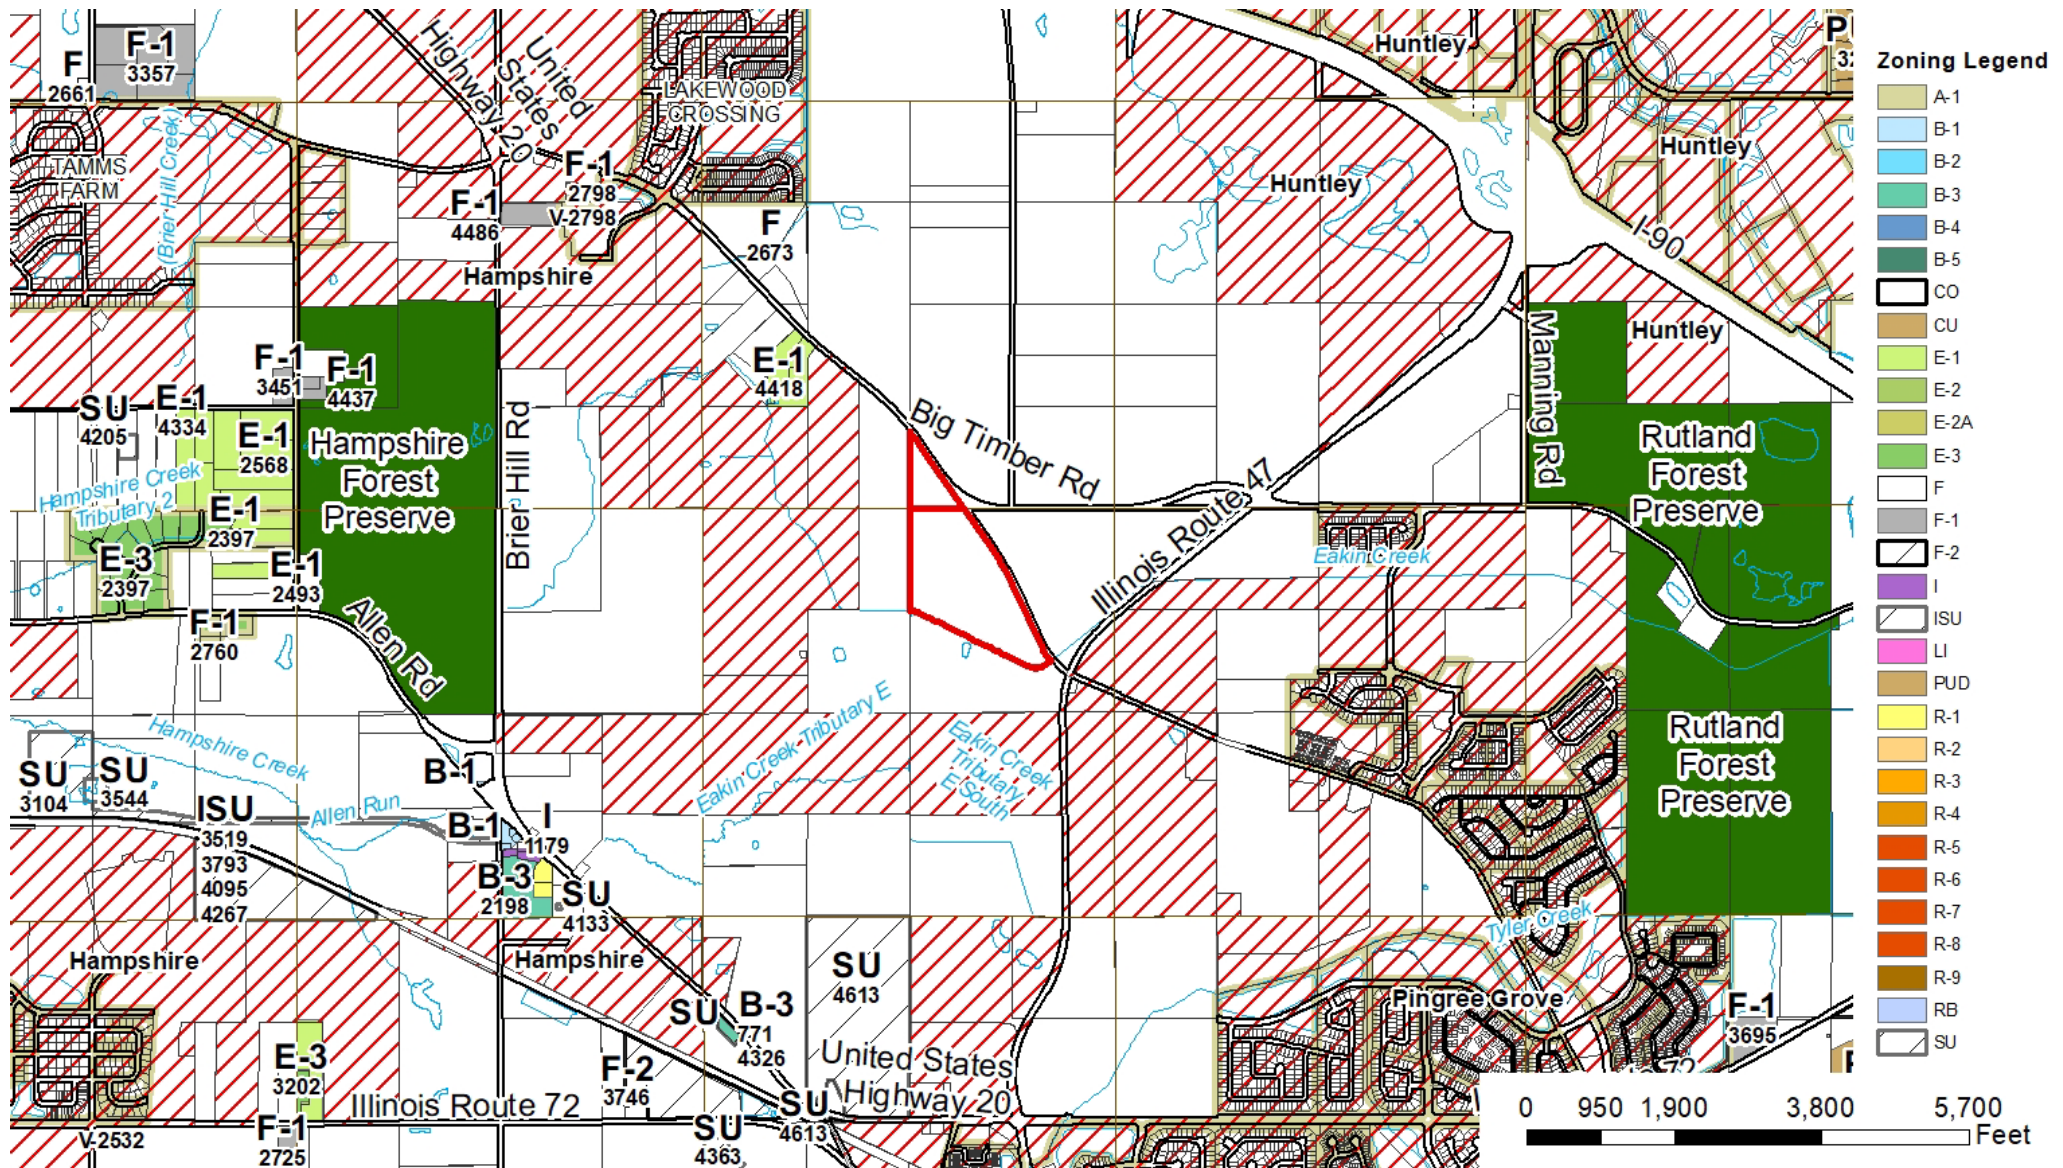 F-1
3357
F
2661
Highway 20
United
States
LAKEWOOD
CROSSING
Huntley
Huntley
Huntley
I-90
TAMMS
FARM
(Brier Hill Creek)
F-1
2798
V-2798
F-1
4486
F
2673
Hampshire
Huntley
Manning Rd
F-1
3451
F-1
4437
E-1
4418
SU
4205
E-1
4334
E-1
2568
Hampshire
Forest
Preserve
Brier Hill Rd
Big Timber Rd
Rutland
Forest
Preserve
Hampshire Creek
Tributary 2
E-1
2397
E-3
2397
E-1
2493
Illinois Route 47
Eakin Creek
F-1
2760
Allen Rd
Hampshire Creek
Eakin Creek Tributary E
Eakin Creek
Tributary
E South
Rutland
Forest
Preserve
SU
3104
SU
3544
B-1
ISU
3519
3793
4095
4267
Allen Run
B-1
I
1179
B-3
2198
SU
4133
Tyler Creek
Hampshire
Hampshire
SU
4613
SU
B-3
771
4326
Pingree Grove
F-1
3695
E-3
3202
F-2
3746
United States
Highway 20
Illinois Route 72
SU
4613
V-2532
F-1
2725
SU
4363
Zoning Legend
A-1
B-1
B-2
B-3
B-4
B-5
CO
CU
E-1
E-2
E-2A
E-3
F
F-1
F-2
I
ISU
LI
PUD
R-1
R-2
R-3
R-4
R-5
R-6
R-7
R-8
R-9
RB
SU
0 950 1,900 3,800 5,700
Feet